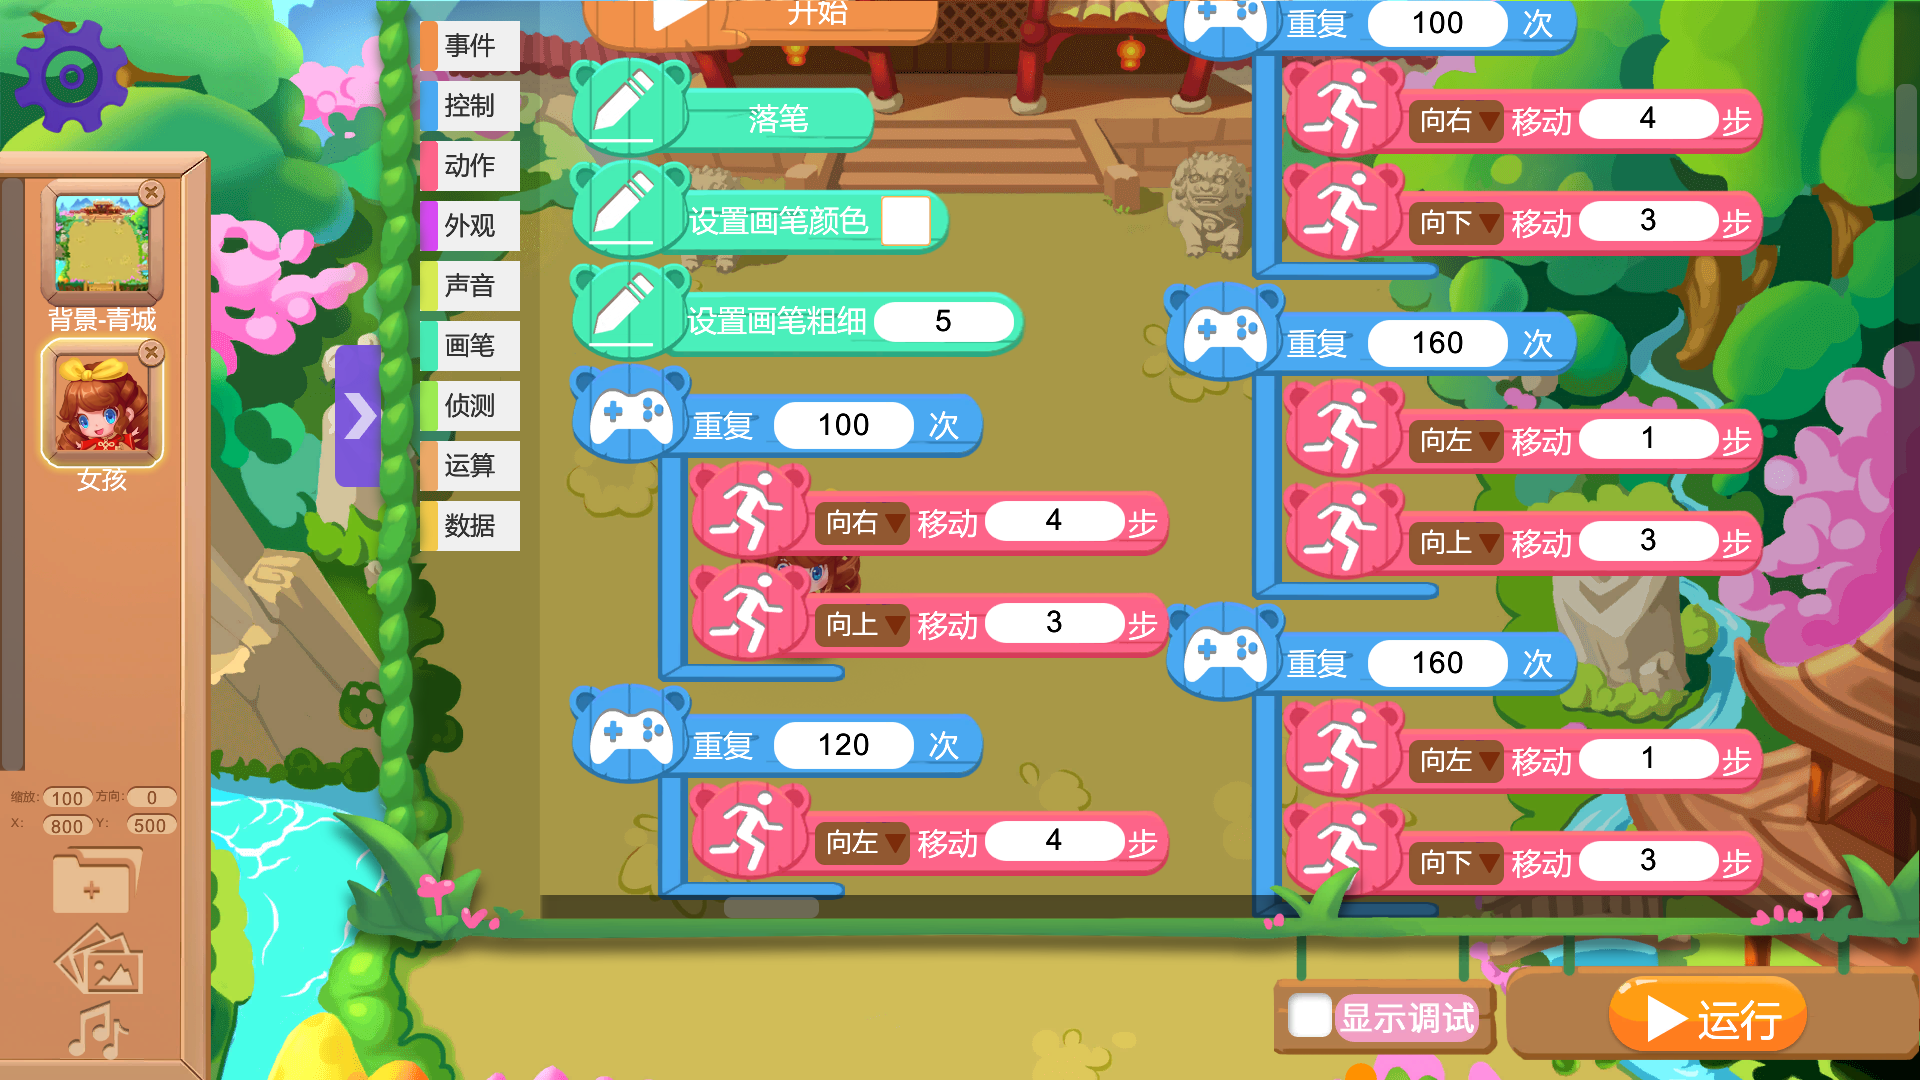 背景-青城
女孩
缩放: 100 方向: 0
X: 800 Y: 500
事件
控制
动作
外观
声音
画笔
侦测
运算
数据
开始
落笔
设置画笔颜色
设置画笔粗细 5
重复 100 次
向右 移动 4 步
向上 移动 3 步
重复 120 次
向左 移动 4 步
重复 100 次
向右 移动 4 步
向下 移动 3 步
重复 160 次
向左 移动 1 步
向上 移动 3 步
重复 160 次
向左 移动 1 步
向下 移动 3 步
显示调试
运行